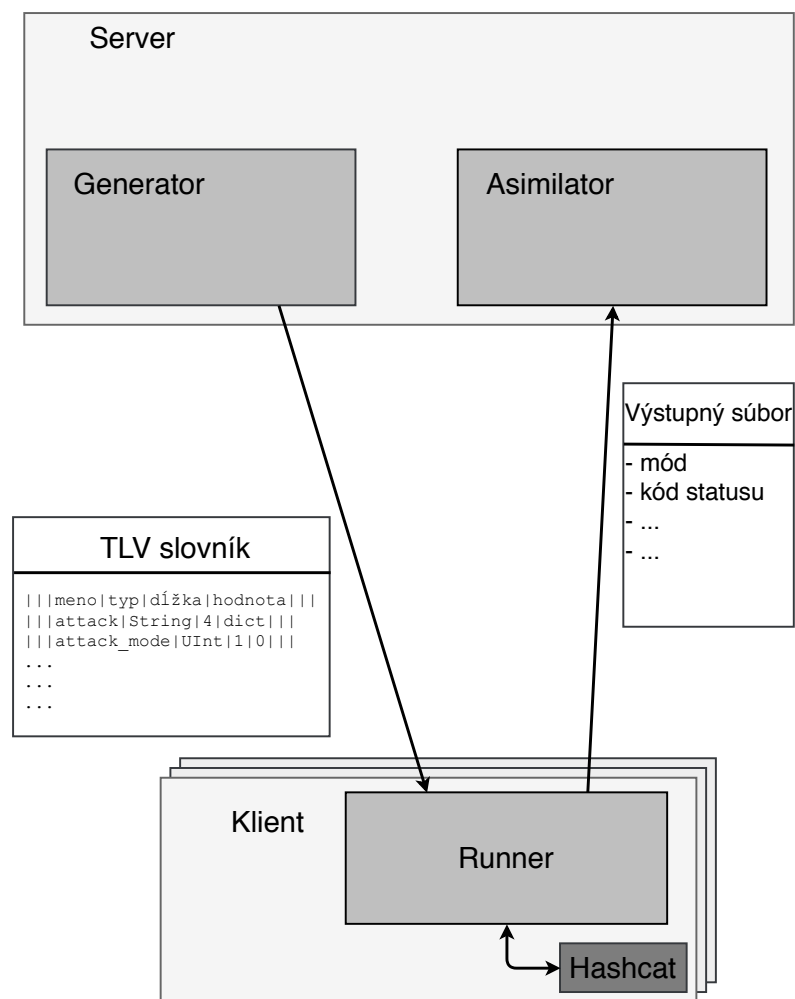 Server
Generator
Asimilator
Výstupný súbor
- mód
- kód statusu
- ...
- ...
TLV slovník
|||meno|typ|dĺžka|hodnota|||
|||attack|String|4|dict|||
|||attack_mode|UInt|1|0|||
...
...
...
Klient
Runner
Hashcat